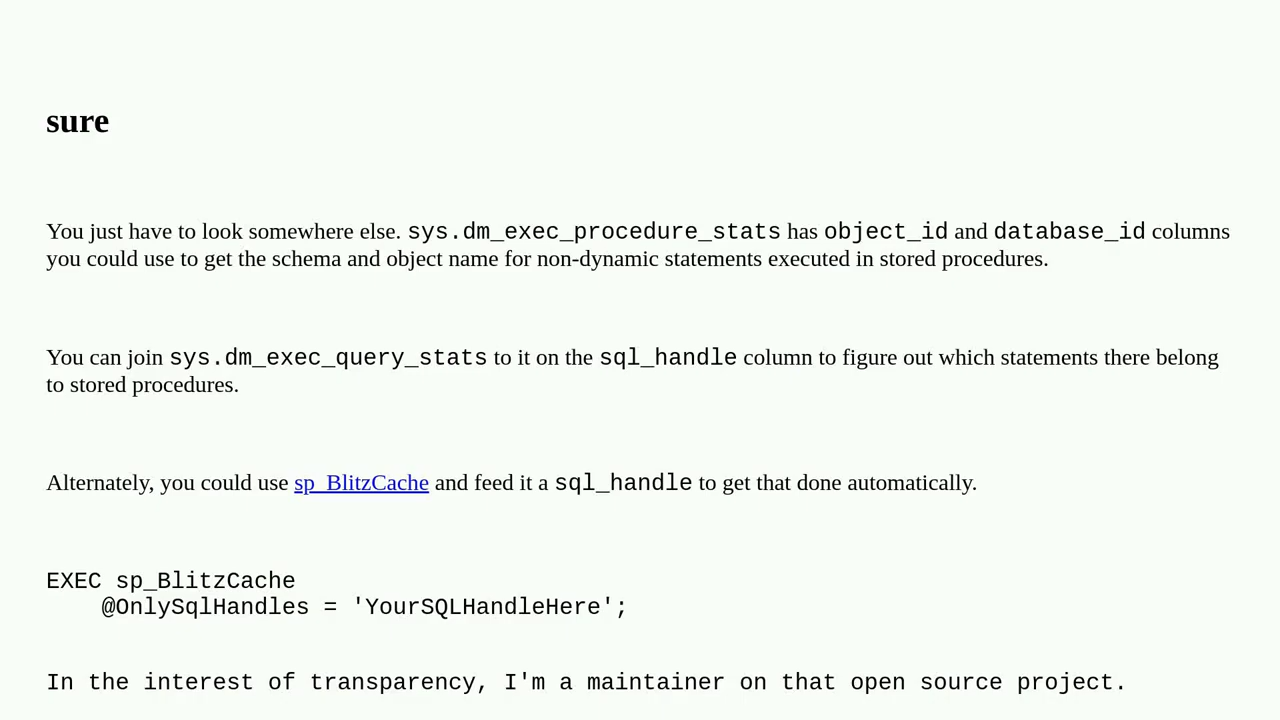 sure
You just have to look somewhere else. sys.dm_exec_procedure_stats has object_id and database_id columns
you could use to get the schema and object name for non-dynamic statements executed in stored procedures.
You can join sys.dm_exec_query_stats to it on the sql_handle column to figure out which statements there belong
to stored procedures.
Alternately, you could use sp_BlitzCache and feed it a sql_handle to get that done automatically.
EXEC sp_BlitzCache
    @OnlySqlHandles = 'YourSQLHandleHere';
In the interest of transparency, I'm a maintainer on that open source project.